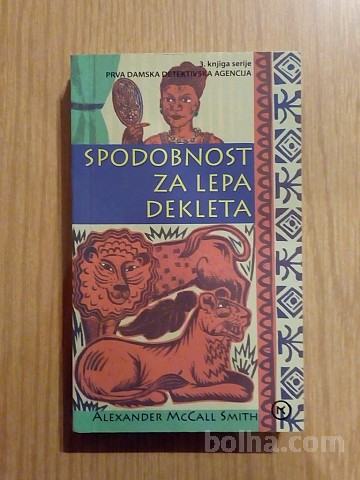 3. knjiga serije
PRVA DAMSKA DETEKTIVSKA AGENCIJA
SPODOBNOST
ZA LEPA
DEKLETA
ALEXANDER MCCALL SMITH
bolha.com